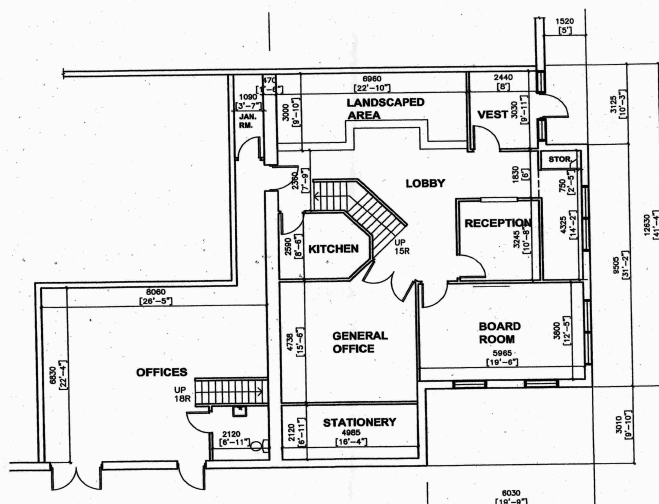 1520
[5']
470
[1'-6"]
6960
[22'-10"]
2440
[8']
1090
[3'-7"]
JAN.
RM.
3000
[9'-10"]
LANDSCAPED
AREA
VEST
3030
[9'-11"]
3125
[10'-3"]
STOR.
2360
[7'-9"]
LOBBY
1830
[6']
750
[2'-5"]
12630
[41'-4"]
RECEPTION
4325
[14'-2"]
2590
[8'-6"]
KITCHEN
UP
15R
3245
[10'-8"]
9505
[31'-2"]
8060
[26'-5"]
4738
[15'-6"]
GENERAL
OFFICE
BOARD
ROOM
5965
[19'-6"]
3800
[12'-5"]
6830
[22'-4"]
OFFICES
UP
18R
2120
[6'-11"]
2120
[6'-11"]
STATIONERY
4985
[16'-4"]
3010
[9'-10"]
6030
[19'-9"]